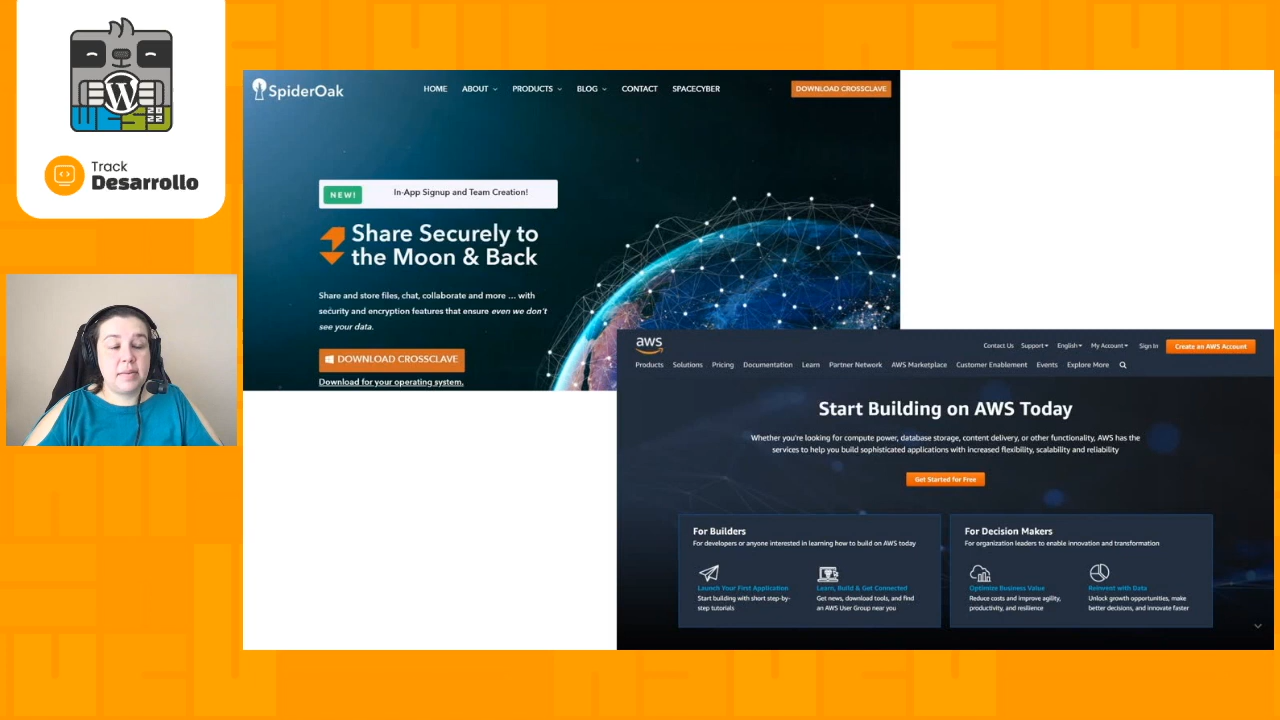 WCES
2022
Track
Desarrollo
SpiderOak
HOME ABOUT PRODUCTS BLOG CONTACT SPACECYBER
DOWNLOAD CROSSCLAVE
NEW! In-App Signup and Team Creation!
Share Securely to
the Moon & Back
Share and store files, chat, collaborate and more ... with
security and encryption features that ensure even we don't
see your data.
DOWNLOAD CROSSCLAVE
Download for your operating system.
aws
Contact Us Support English My Account Sign In Create an AWS Account
Products Solutions Pricing Documentation Learn Partner Network AWS Marketplace Customer Enablement Events Explore More
Start Building on AWS Today
Whether you're looking for compute power, database storage, content delivery, or other functionality, AWS has the
services to help you build sophisticated applications with increased flexibility, scalability and reliability
Get Started for Free
For Builders
For developers or anyone interested in learning how to build on AWS today
Launch Your First Application
Start building with short step-by-
step tutorials
Learn, Build & Get Connected
Get news, download tools, and find
an AWS User Group near you
For Decision Makers
For organization leaders to enable innovation and transformation
Optimize Business Value
Reduce costs and improve agility,
productivity, and resilience
Reinvent with Data
Unlock growth opportunities, make
better decisions, and innovate faster